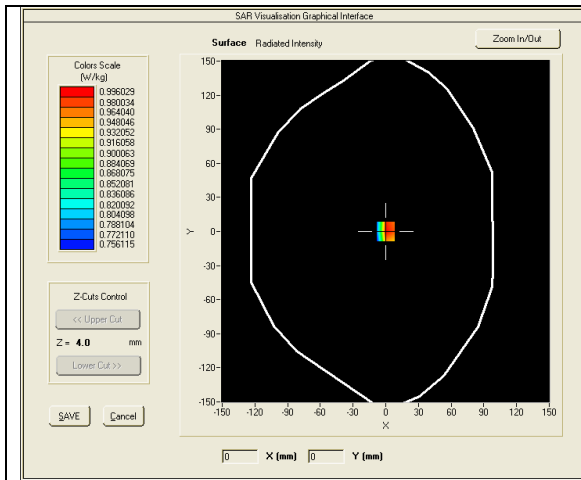 SAR Visualisation Graphical Interface
Surface Radiated Intensity
Zoom In/Out
Colors Scale
(W/kg)
0.996029
0.980034
0.964040
0.948046
0.932052
0.916058
0.900063
0.884069
0.868075
0.852081
0.836086
0.820092
0.804098
0.788104
0.772110
0.756115
Z-Cuts Control
<< Upper Cut
Z = 4.0 mm
Lower Cut >>
SAVE Cancel
150-
120-
90-
60-
30-
0-
-30-
-60-
-90-
-120-
-150-
Y
-150 -120 -90 -60 -30 0 30 60 90 120 150
X
0 X (mm) 0 Y (mm)